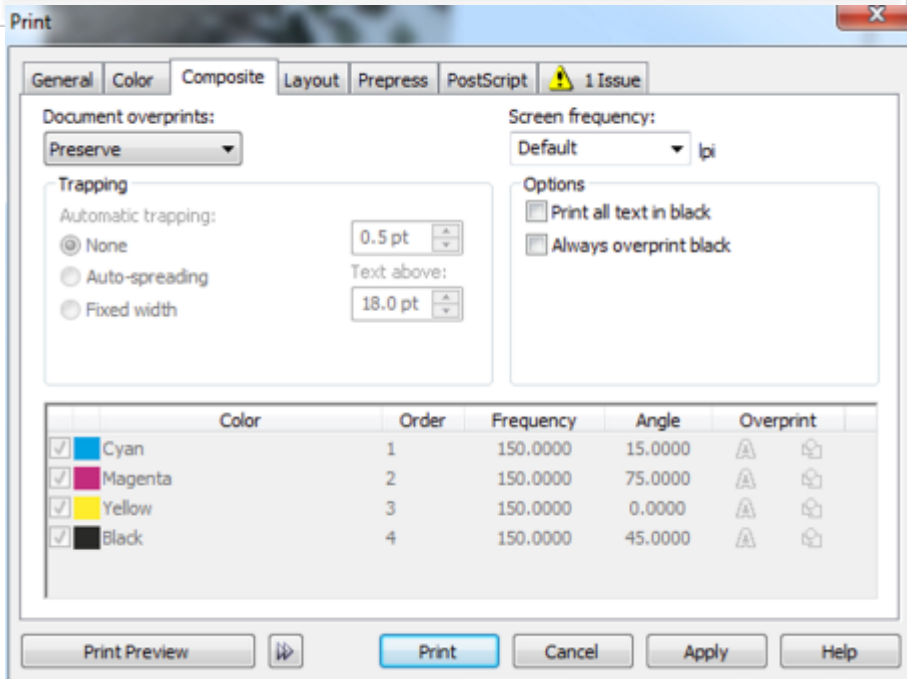 Print
General Color Composite Layout Prepress PostScript 1 Issue
Document overprints:
Preserve
Screen frequency:
Default lpi
Trapping
Automatic trapping:
None
Auto-spreading
Fixed width
0.5 pt
Text above:
18.0 pt
Options
Print all text in black
Always overprint black
Color Order Frequency Angle Overprint
Cyan 1 150.0000 15.0000
Magenta 2 150.0000 75.0000
Yellow 3 150.0000 0.0000
Black 4 150.0000 45.0000
Print Preview Print Cancel Apply Help